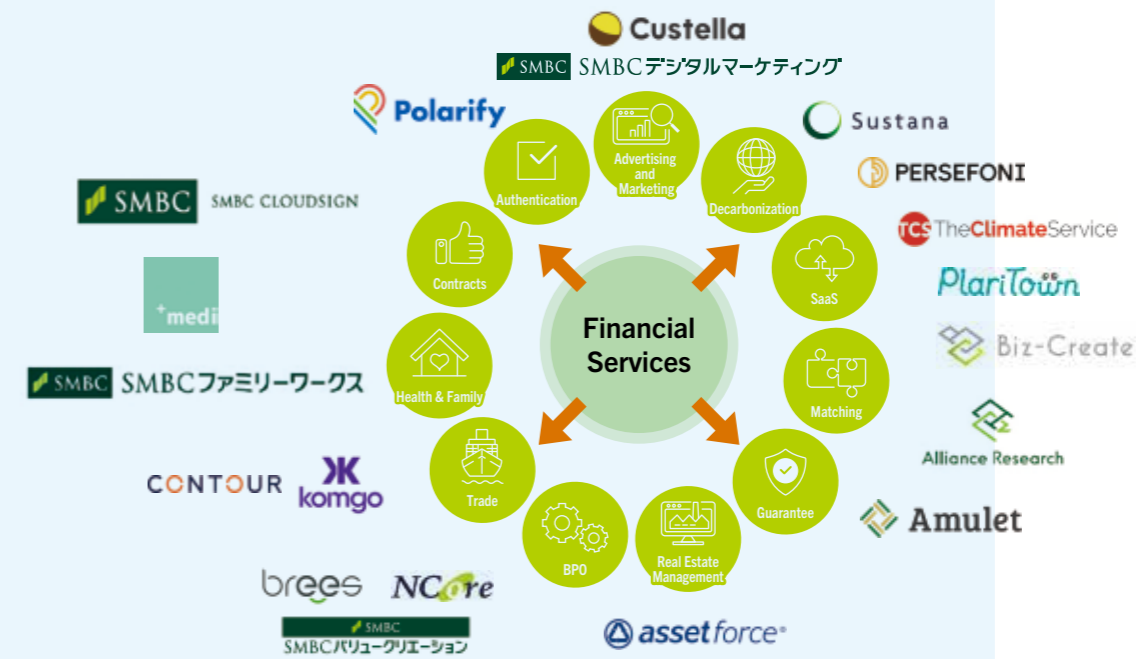 Custella
SMBC SMBCデジタルマーケティング
Polarify
Sustana
PERSEFONI
SMBC SMBC CLOUDSIGN
TCS TheClimateService
PlariTown
+medi
Biz-Create
SMBC SMBCファミリーワークス
Alliance Research
CONTOUR
komgo
Amulet
brees
NCore
SMBC
SMBCバリュークリエーション
assetforce
Advertising
and
Marketing
Authentication
Decarbonization
Contracts
SaaS
Financial
Services
Health & Family
Matching
Trade
Guarantee
BPO
Real Estate
Management